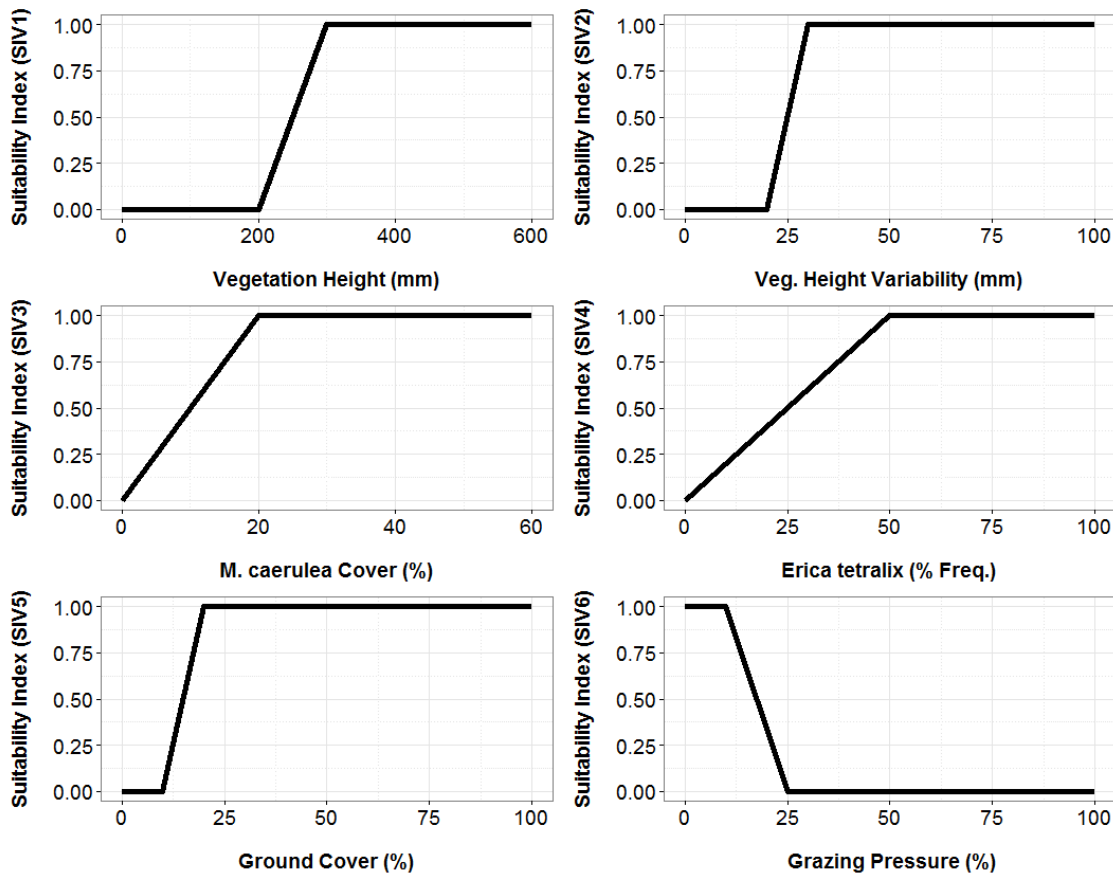 Suitability Index (SIV1)
1.00
0.75
0.50
0.25
0.00
0 200 400 600
Vegetation Height (mm)
Suitability Index (SIV2)
1.00
0.75
0.50
0.25
0.00
0 25 50 75 100
Veg. Height Variability (mm)
Suitability Index (SIV3)
1.00
0.75
0.50
0.25
0.00
0 20 40 60
M. caerulea Cover (%)
Suitability Index (SIV4)
1.00
0.75
0.50
0.25
0.00
0 25 50 75 100
Erica tetralix (% Freq.)
Suitability Index (SIV5)
1.00
0.75
0.50
0.25
0.00
0 25 50 75 100
Ground Cover (%)
Suitability Index (SIV6)
1.00
0.75
0.50
0.25
0.00
0 25 50 75 100
Grazing Pressure (%)